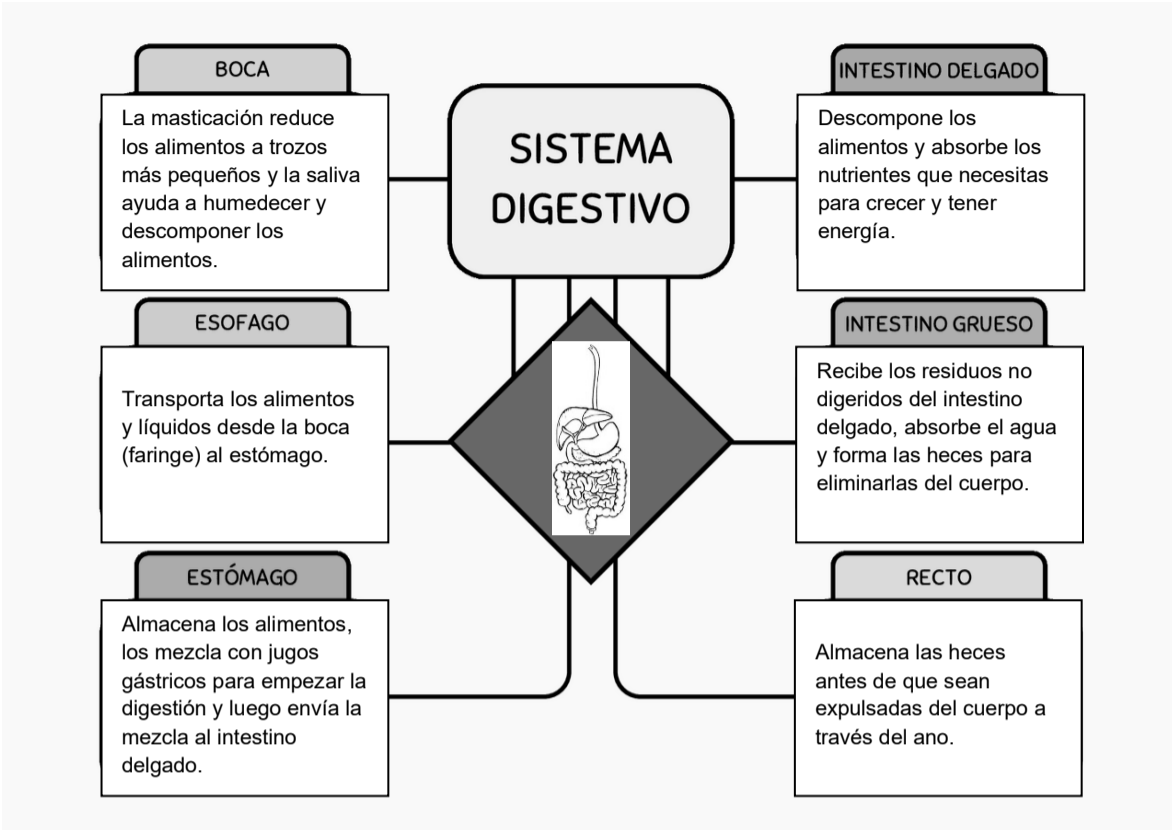 SISTEMA
DIGESTIVO
BOCA
La masticación reduce
los alimentos a trozos
más pequeños y la saliva
ayuda a humedecer y
descomponer los
alimentos.
ESOFAGO
Transporta los alimentos
y líquidos desde la boca
(faringe) al estómago.
ESTÓMAGO
Almacena los alimentos,
los mezcla con jugos
gástricos para empezar la
digestión y luego envía la
mezcla al intestino
delgado.
INTESTINO DELGADO
Descompone los
alimentos y absorbe los
nutrientes que necesitas
para crecer y tener
energía.
INTESTINO GRUESO
Recibe los residuos no
digeridos del intestino
delgado, absorbe el agua
y forma las heces para
eliminarlas del cuerpo.
RECTO
Almacena las heces
antes de que sean
expulsadas del cuerpo a
través del ano.